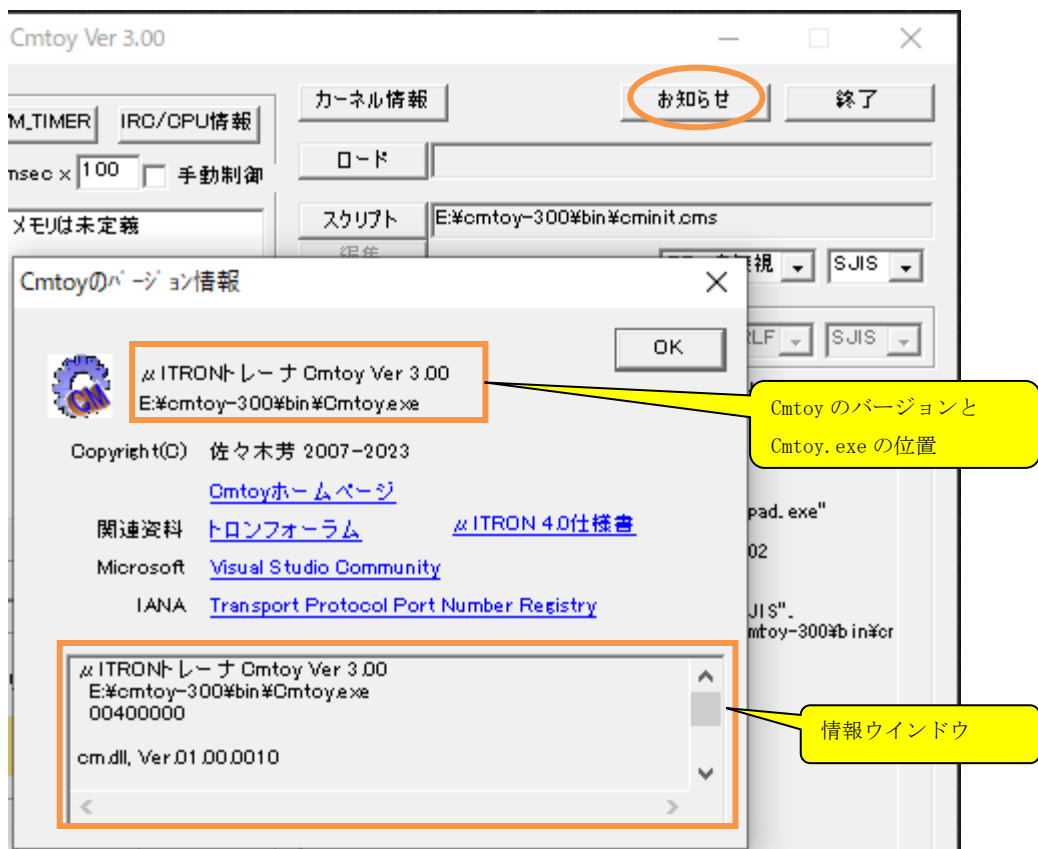 Cmtoy Ver 3.00
カーネル情報
お知らせ
終了
M_TIMER
IRC/CPU情報
ロード
msec × 100
手動制御
メモリは未定義
スクリプト
E:¥cmtoy-300¥bin¥cminit.cms
編集
視
SJIS
Cmtoyのバージョン情報
OK
LF
SJIS
μITRONトレーナ Cmtoy Ver 3.00
E:¥cmtoy-300¥bin¥Cmtoy.exe
Cmtoy のバージョンと
Cmtoy.exe の位置
Copyright(C) 佐々木芳 2007-2023
Cmtoyホームページ
関連資料 トロンフォーラム μITRON 4.0仕様書
pad.exe"
02
Microsoft Visual Studio Community
IANA Transport Protocol Port Number Registry
JIS".
mtoy-300¥bin¥cr
μITRONトレーナ Cmtoy Ver 3.00
E:¥cmtoy-300¥bin¥Cmtoy.exe
00400000
情報ウインドウ
cm.dll, Ver.01.00.0010